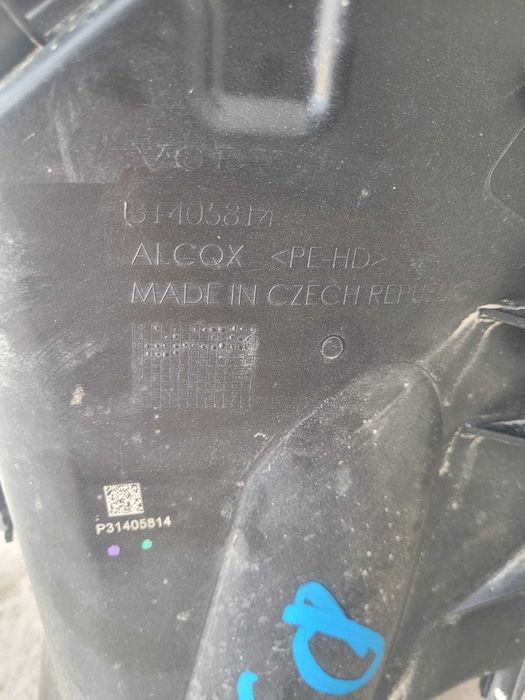 31405814
ALCQX <PE-HD>
MADE IN CZECH REPUBLIC
P31405814